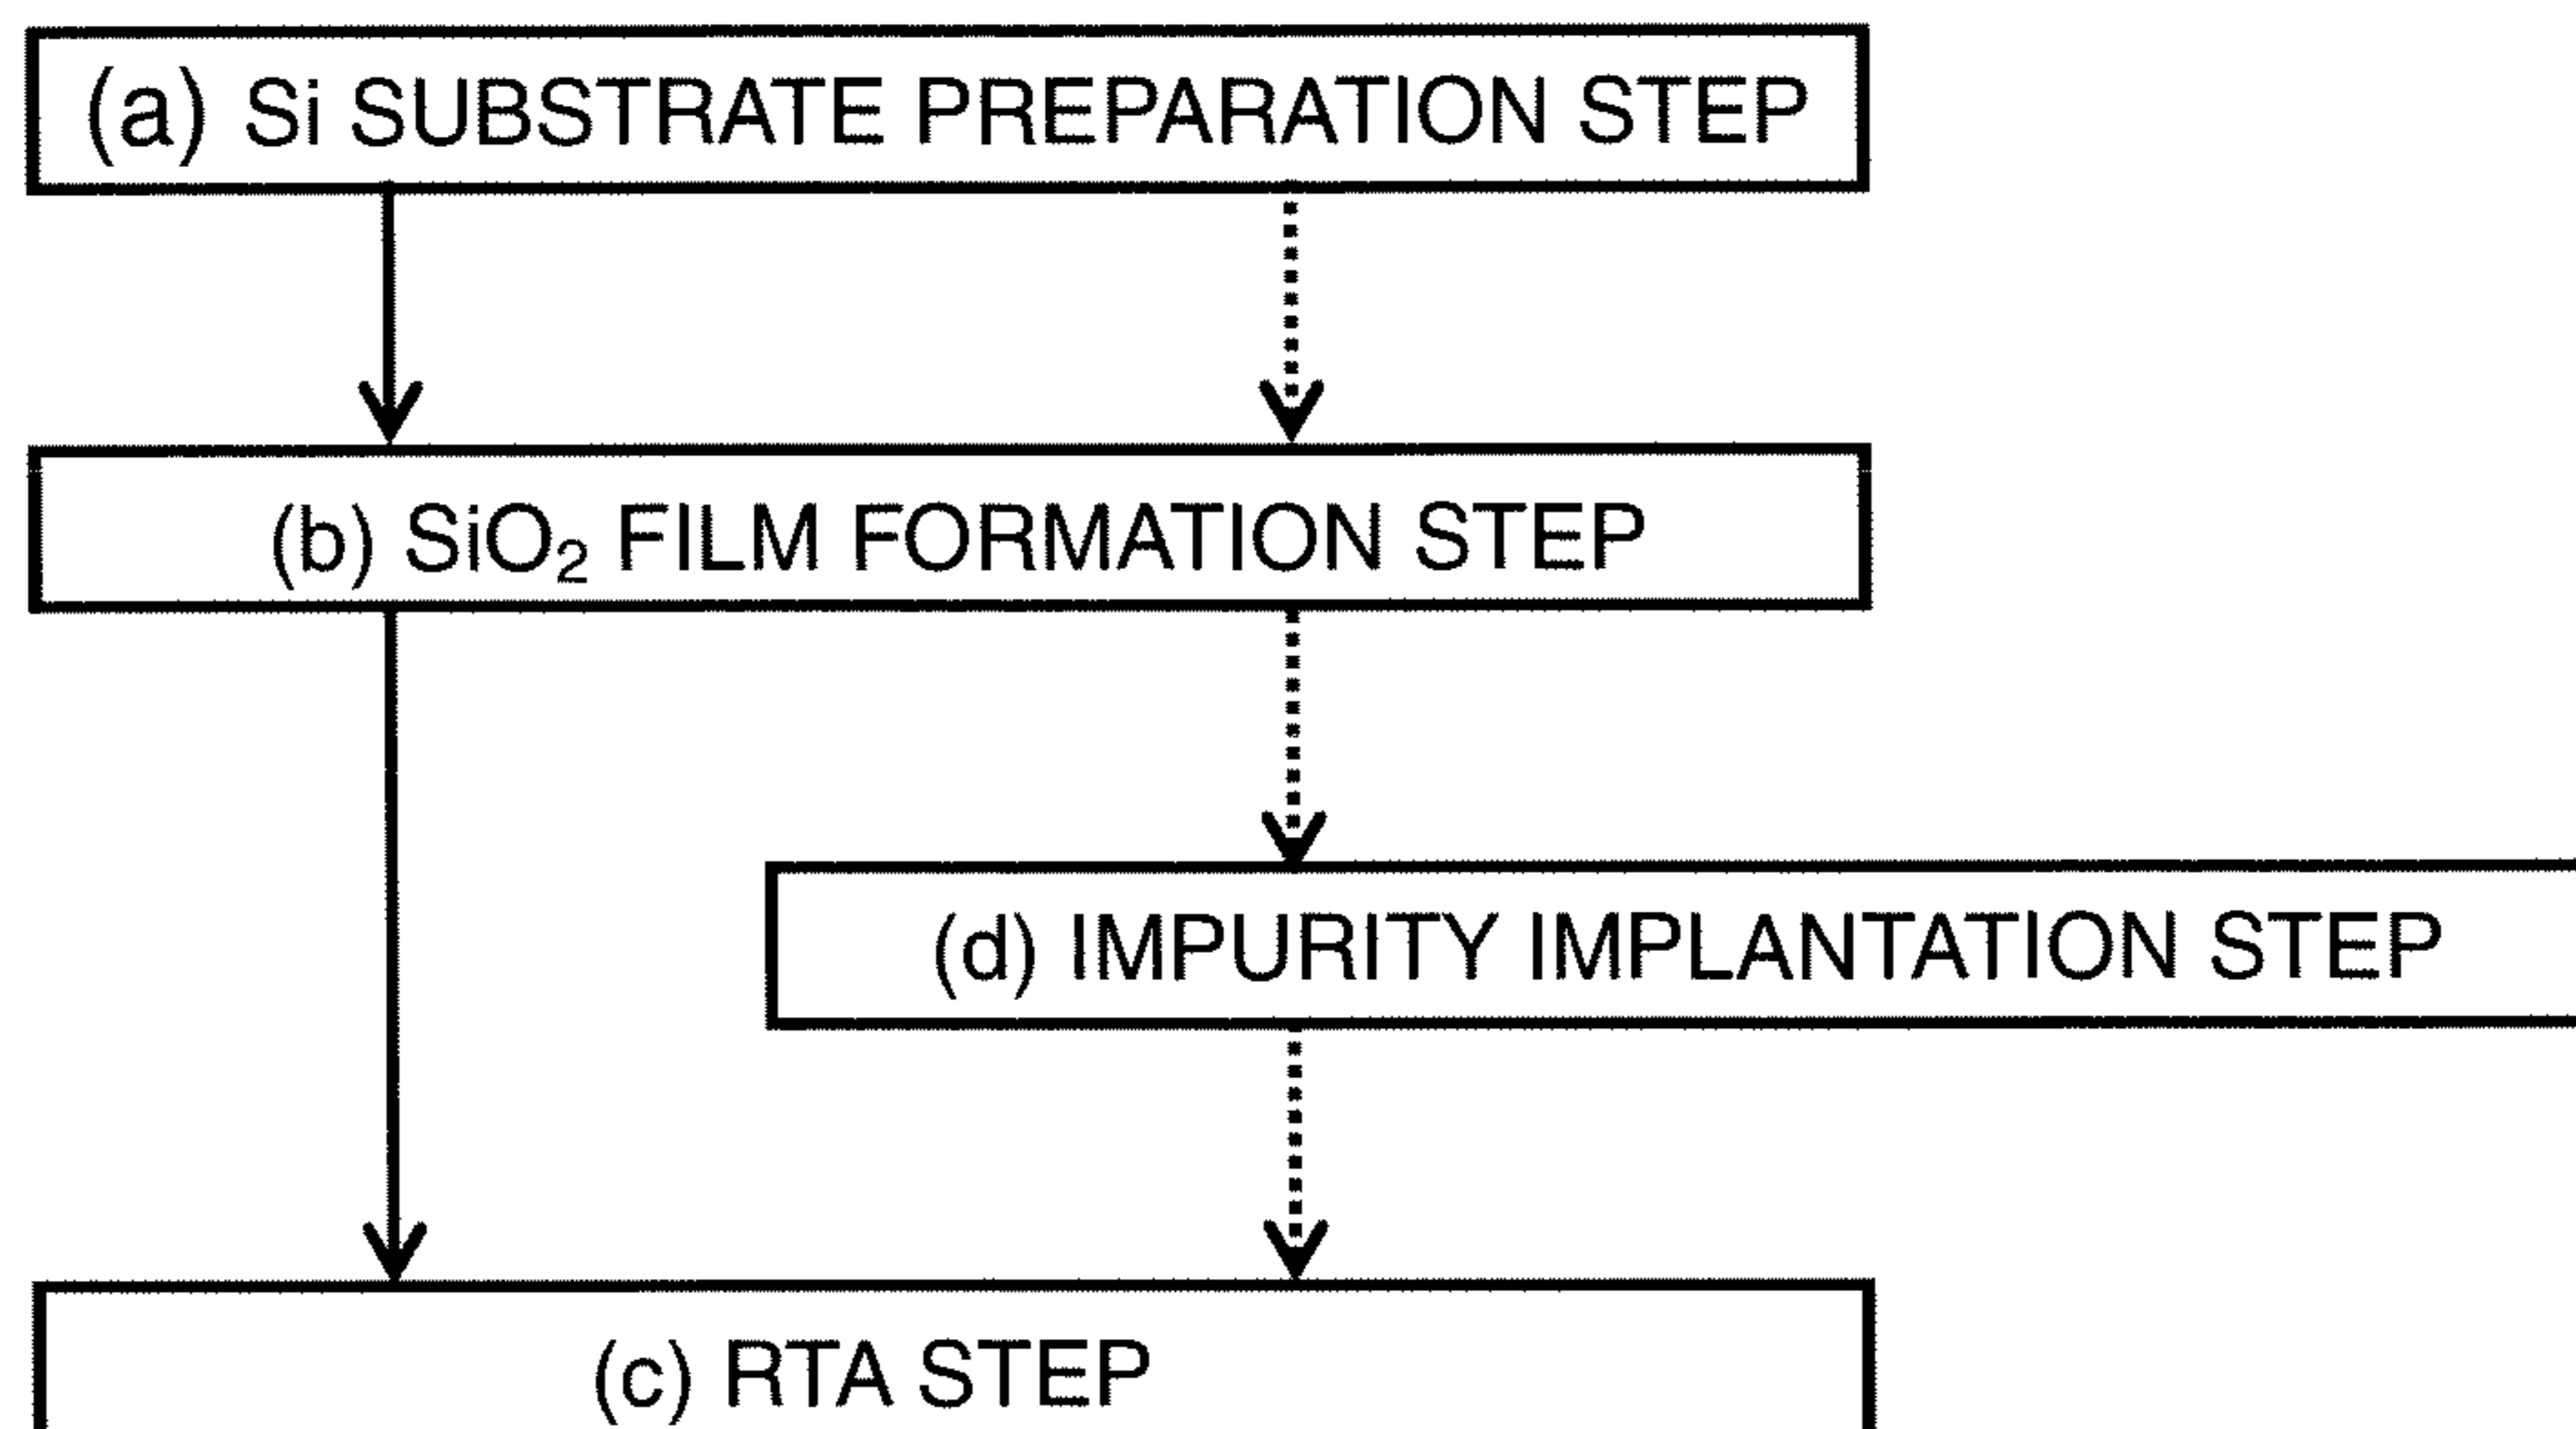 (a) Si SUBSTRATE PREPARATION STEP
(b) SiO₂ FILM FORMATION STEP
(d) IMPURITY IMPLANTATION STEP
(c) RTA STEP